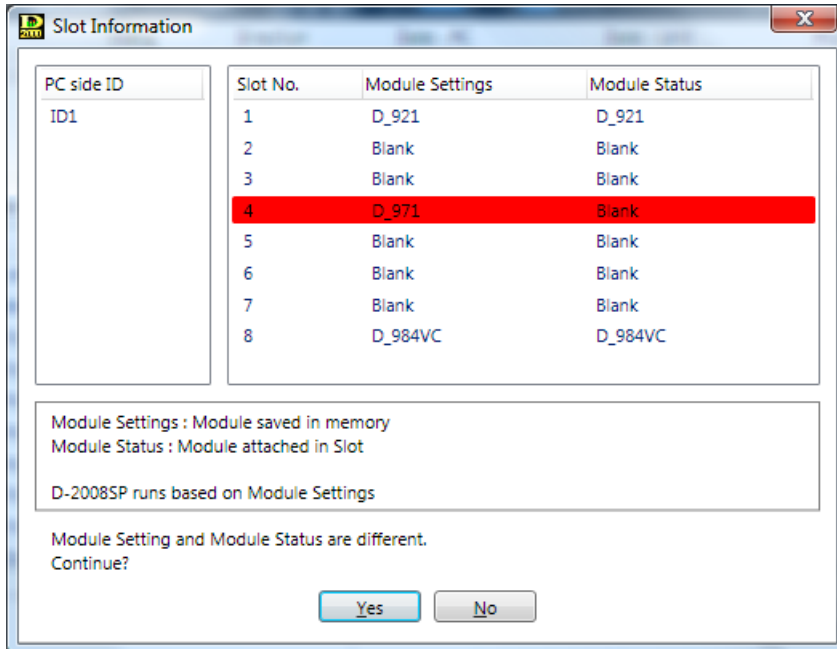 Slot Information
PC side ID
ID1
Slot No. Module Settings Module Status
1 D_921 D_921
2 Blank Blank
3 Blank Blank
4 D_971 Blank
5 Blank Blank
6 Blank Blank
7 Blank Blank
8 D_984VC D_984VC
Module Settings : Module saved in memory
Module Status : Module attached in Slot
D-2008SP runs based on Module Settings
Module Setting and Module Status are different.
Continue?
Yes No